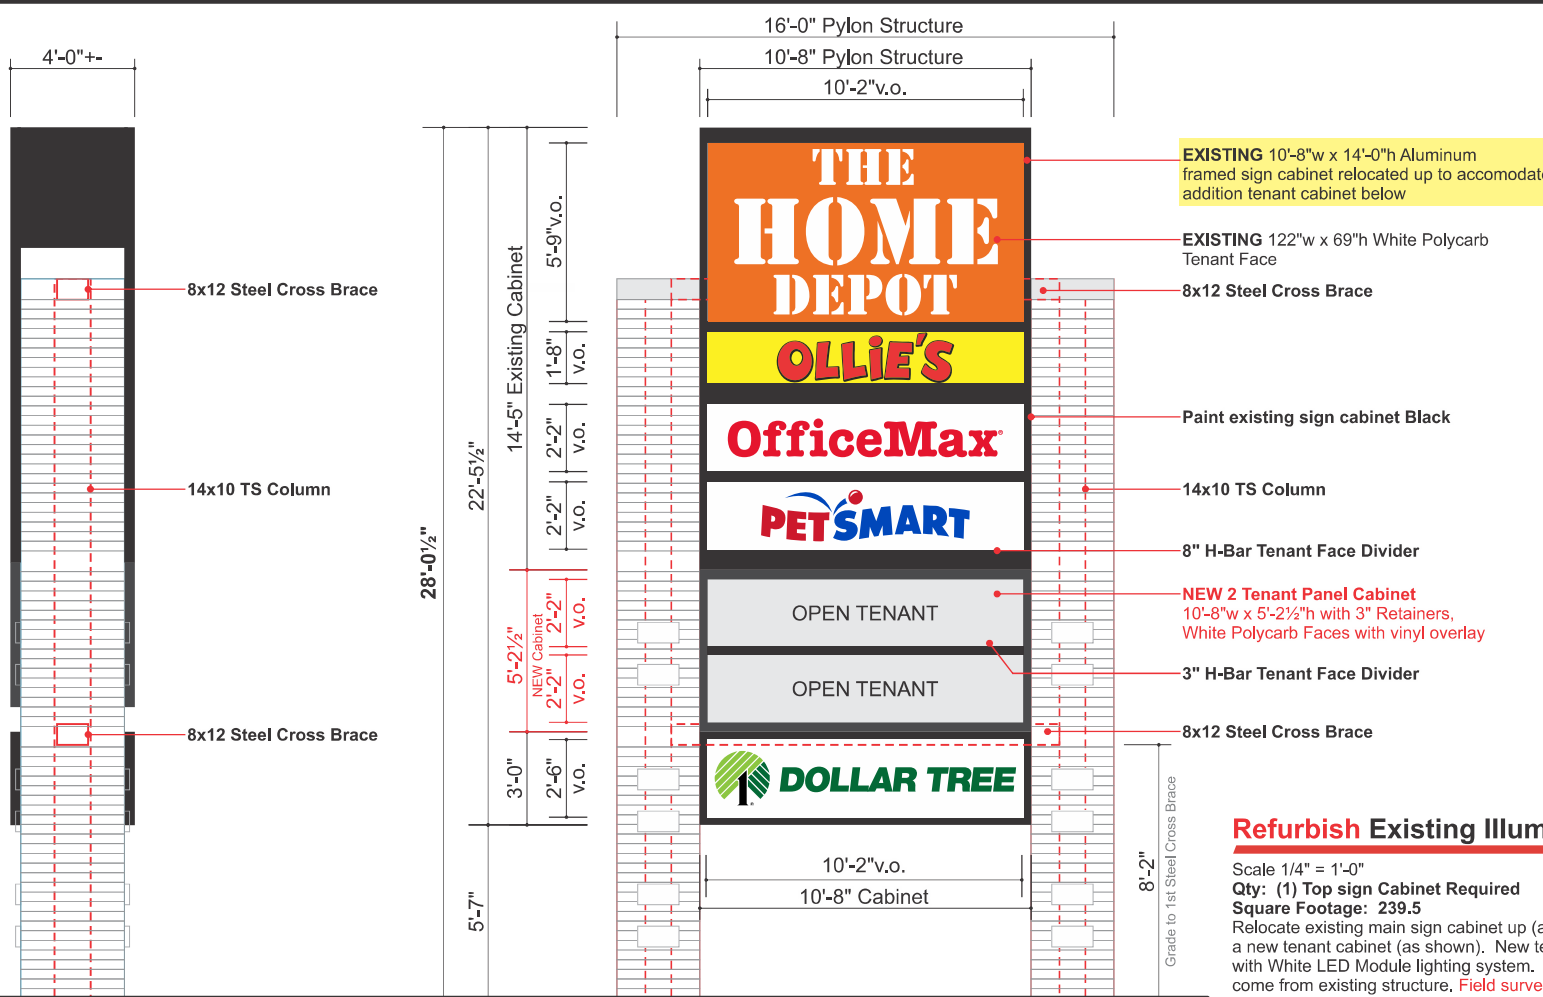 16'-0" Pylon Structure
10'-8" Pylon Structure
10'-2"v.o.
4'-0"+-
THE
HOME
DEPOT
OLLiE'S
OfficeMax
PETSMART
OPEN TENANT
OPEN TENANT
1 DOLLAR TREE
10'-2"v.o.
10'-8" Cabinet
8x12 Steel Cross Brace
14x10 TS Column
8x12 Steel Cross Brace
28'-0½"
22'-5½"
5'-7"
14'-5" Existing Cabinet
5'-2½"
NEW Cabinet
3'-0"
5'-9"v.o.
1'-8"
v.o.
2'-2"
v.o.
2'-2"
v.o.
2'-2"
v.o.
2'-2"
v.o.
2'-6"
v.o.
EXISTING 10'-8"w x 14'-0"h Aluminum
framed sign cabinet relocated up to accomodate
addition tenant cabinet below
EXISTING 122"w x 69"h White Polycarb
Tenant Face
8x12 Steel Cross Brace
Paint existing sign cabinet Black
14x10 TS Column
8" H-Bar Tenant Face Divider
NEW 2 Tenant Panel Cabinet
10'-8"w x 5'-2½"h with 3" Retainers,
White Polycarb Faces with vinyl overlay
3" H-Bar Tenant Face Divider
8x12 Steel Cross Brace
8'-2"
Grade to 1st Steel Cross Brace
Refurbish Existing Illum
Scale 1/4" = 1'-0"
Qty: (1) Top sign Cabinet Required
Square Footage: 239.5
Relocate existing main sign cabinet up (a
a new tenant cabinet (as shown). New te
with White LED Module lighting system.
come from existing structure. Field surve